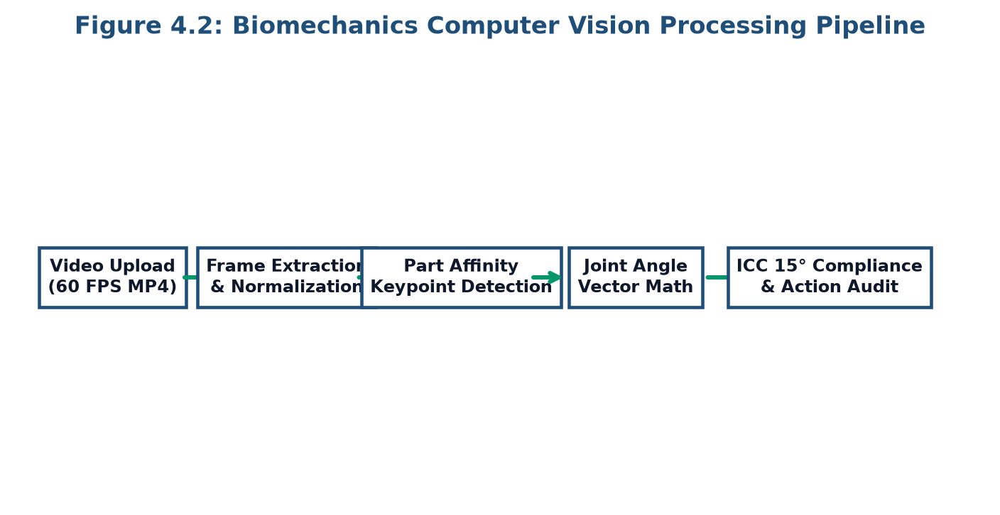 Figure 4.2: Biomechanics Computer Vision Processing Pipeline
Video Upload
(60 FPS MP4)
Frame Extraction
& Normalization
Part Affinity
Keypoint Detection
Joint Angle
Vector Math
ICC 15° Compliance
& Action Audit